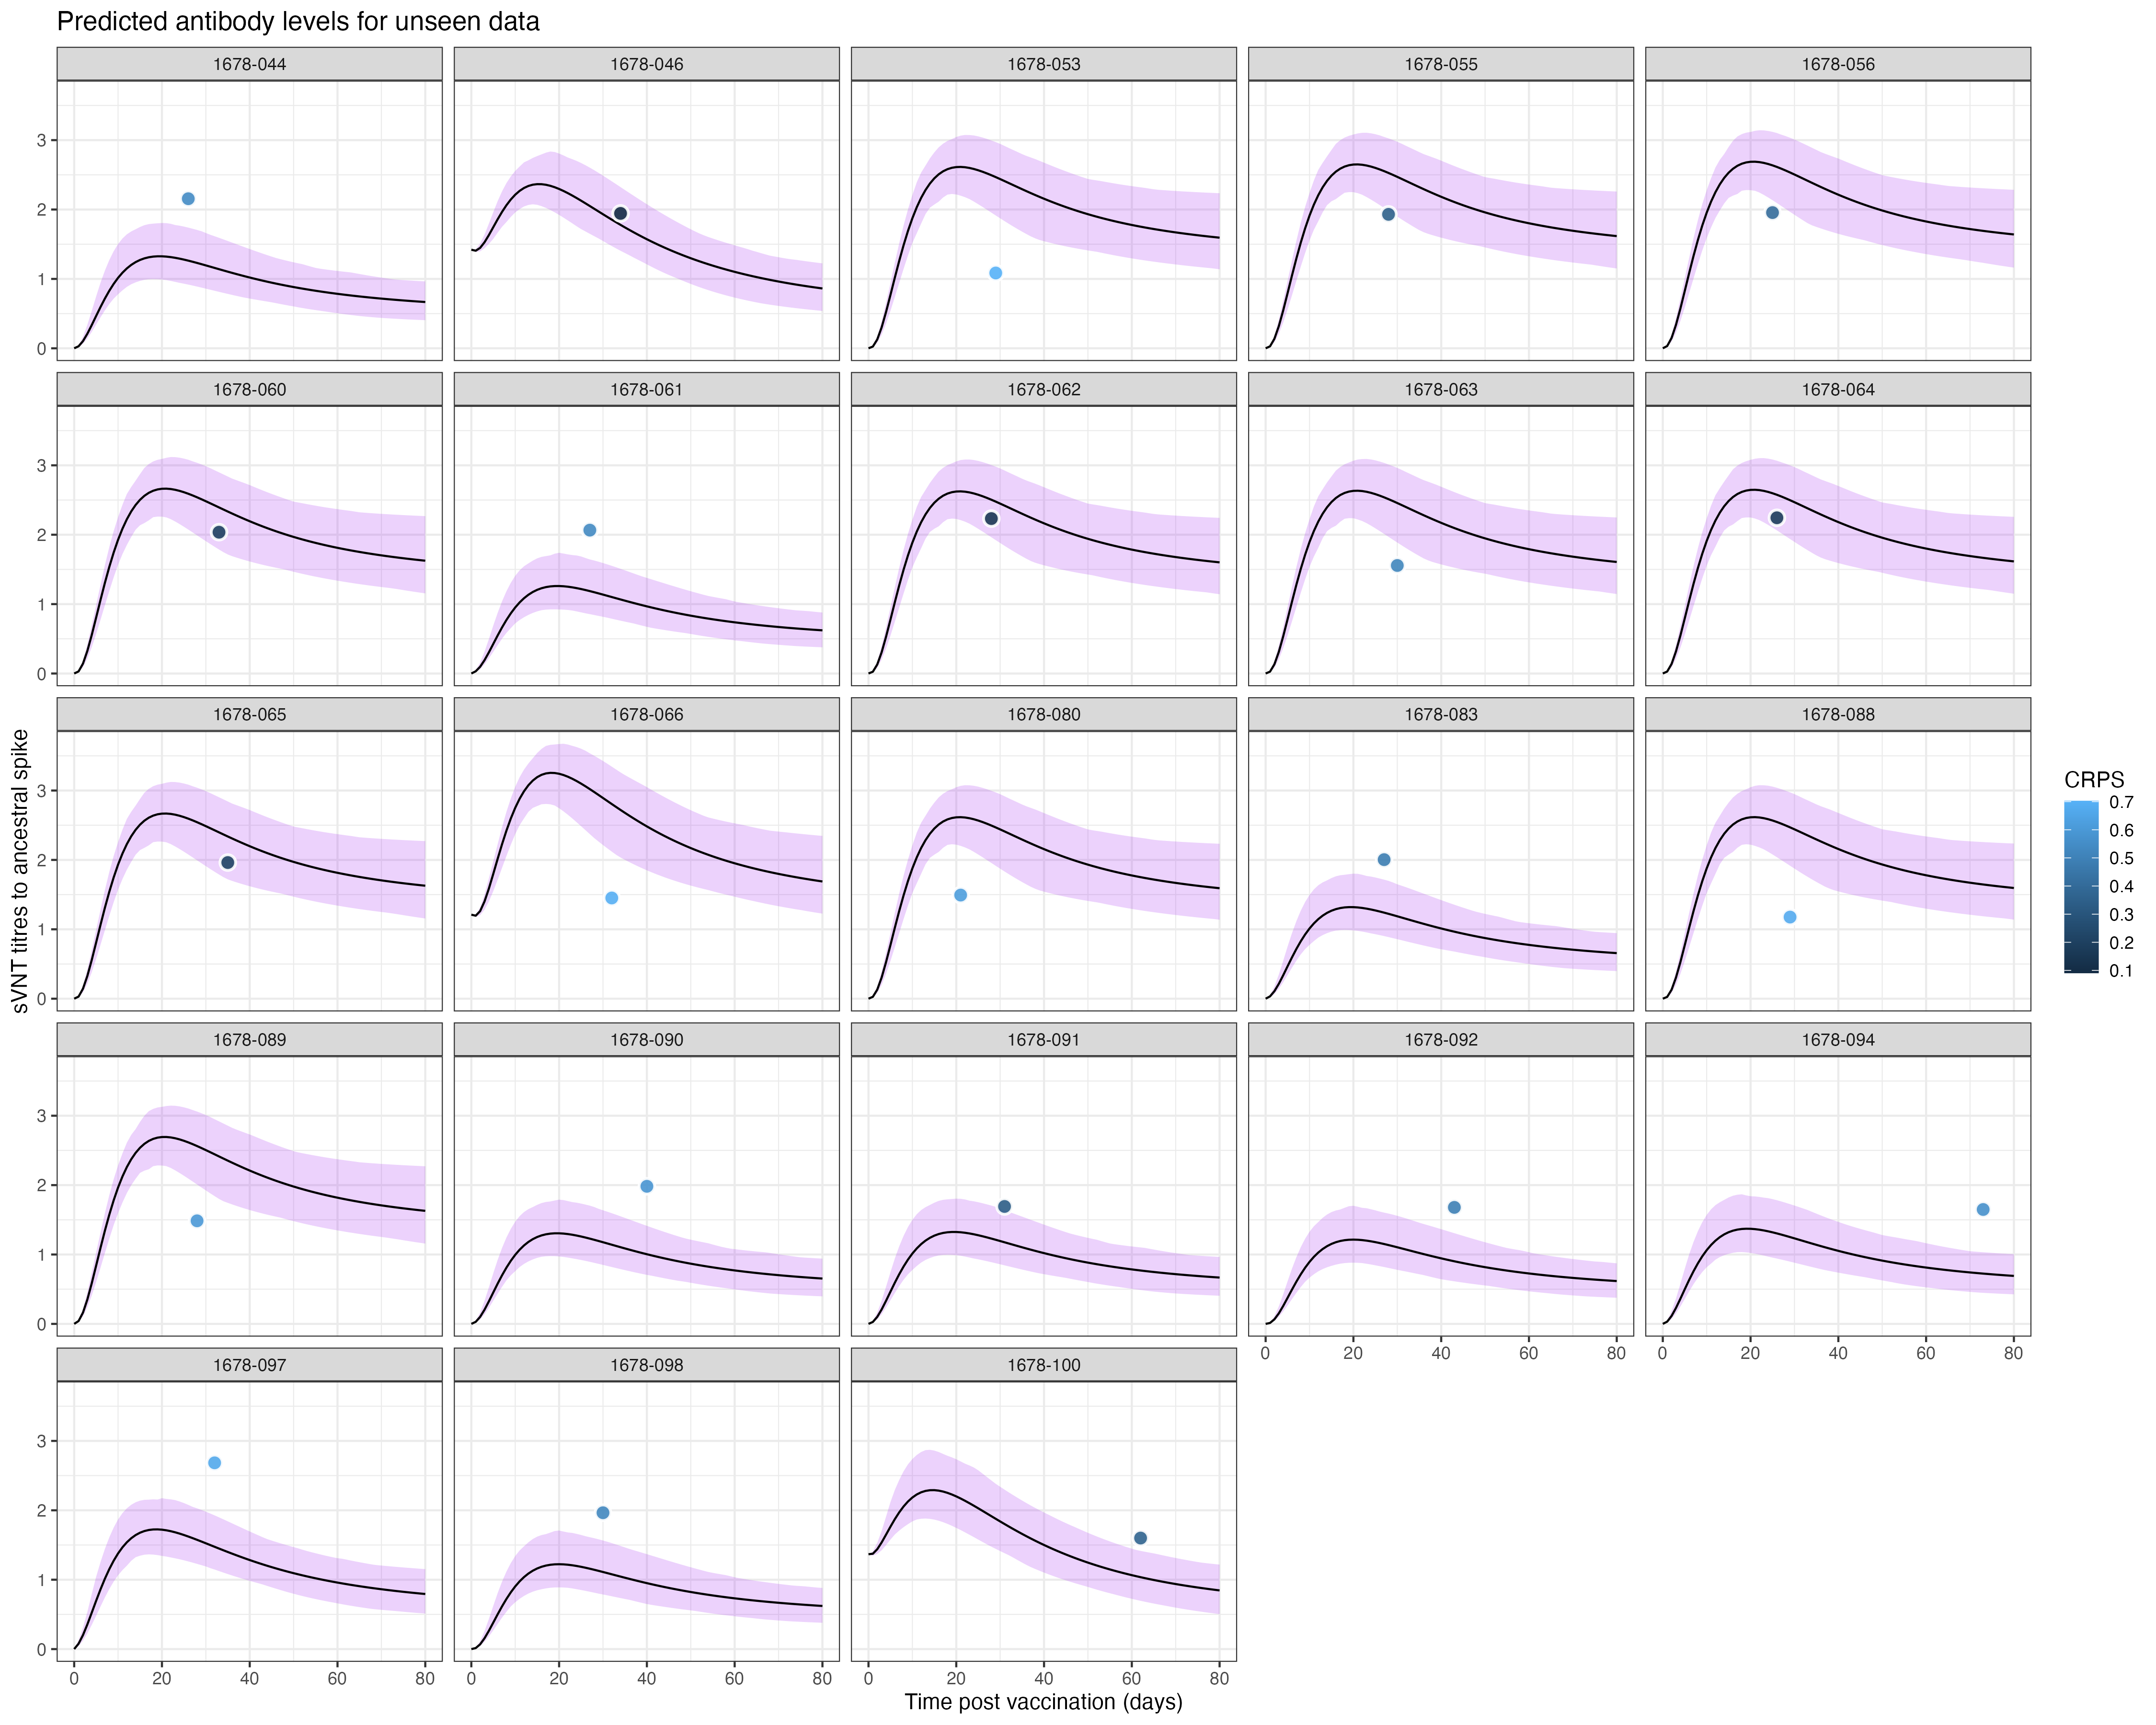 Predicted antibody levels for unseen data
1678-044 1678-046 1678-053 1678-055 1678-056
3
2
1
0
1678-060 1678-061 1678-062 1678-063 1678-064
3
2
1
0
1678-065 1678-066 1678-080 1678-083 1678-088
3
2
1
0
sVNT titres to ancestral spike
CRPS
0.7
0.6
0.5
0.4
0.3
0.2
0.1
1678-089 1678-090 1678-091 1678-092 1678-094
3
2
1
0
0 20 40 60 80 0 20 40 60 80
1678-097 1678-098 1678-100
3
2
1
0
0 20 40 60 80 0 20 40 60 80 0 20 40 60 80
Time post vaccination (days)